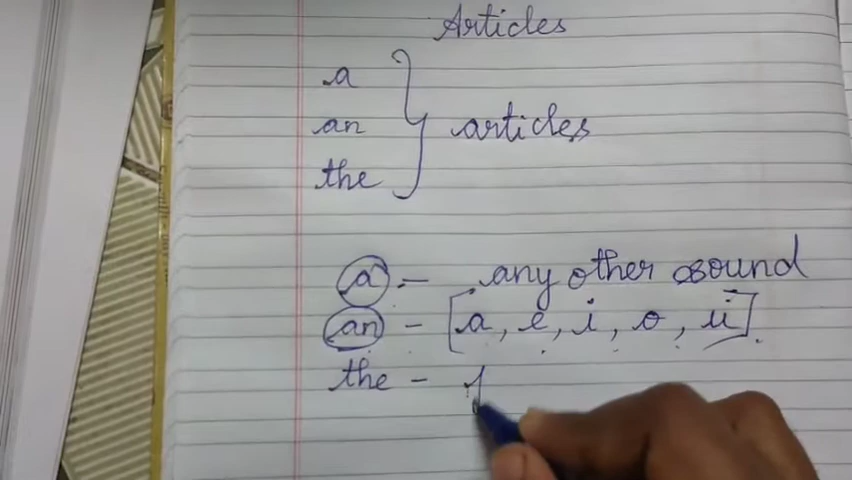 Articles
a
an
the
articles
a - any other sound
an - [a, e, i, o, u]
the -